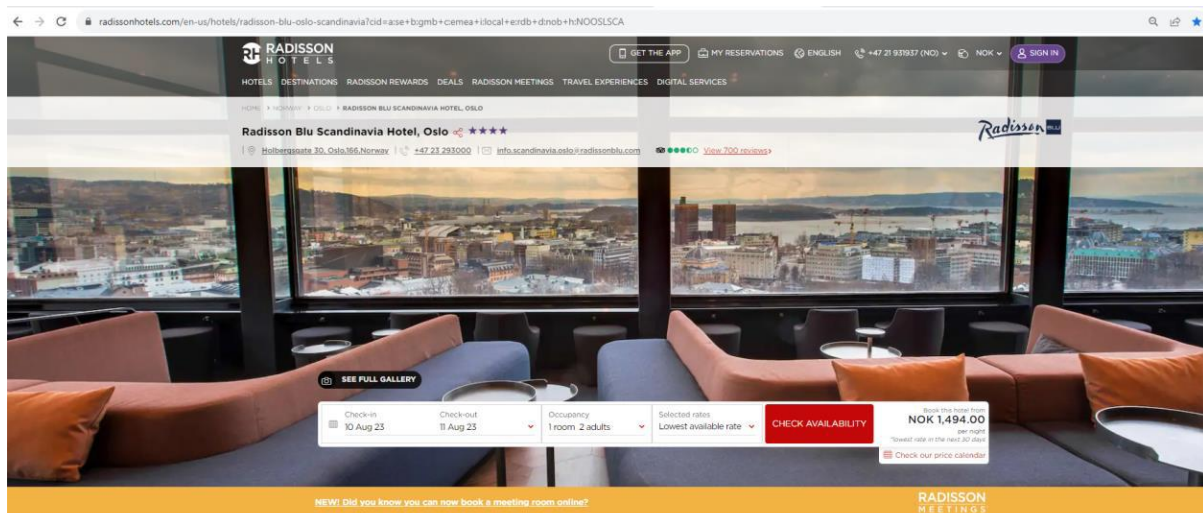 radissonhotels.com/en-us/hotels/radisson-blu-oslo-scandinavia?cid=a:se+b:gmb+c:emea+i:local+e:rdb+d:nob+h:NOOSLSCA
RADISSON
HOTELS
GET THE APP MY RESERVATIONS ENGLISH +47 21 931937 (NO) NOK SIGN IN
HOTELS DESTINATIONS RADISSON REWARDS DEALS RADISSON MEETINGS TRAVEL EXPERIENCES DIGITAL SERVICES
HOME > NORWAY > OSLO > RADISSON BLU SCANDINAVIA HOTEL, OSLO
Radisson Blu Scandinavia Hotel, Oslo ★★★★
| Holbergsgate 30, Oslo,166,Norway | +47 23 293000 | info.scandinavia.oslo@radissonblu.com View 700 reviews>
Radisson BLU
SEE FULL GALLERY
Check-in Check-out Occupancy Selected rates
10 Aug 23 11 Aug 23 1 room 2 adults Lowest available rate
CHECK AVAILABILITY
Book this hotel from
NOK 1,494.00
per night
*lowest rate in the next 30 days
Check our price calendar
NEW! Did you know you can now book a meeting room online?
RADISSON
MEETINGS